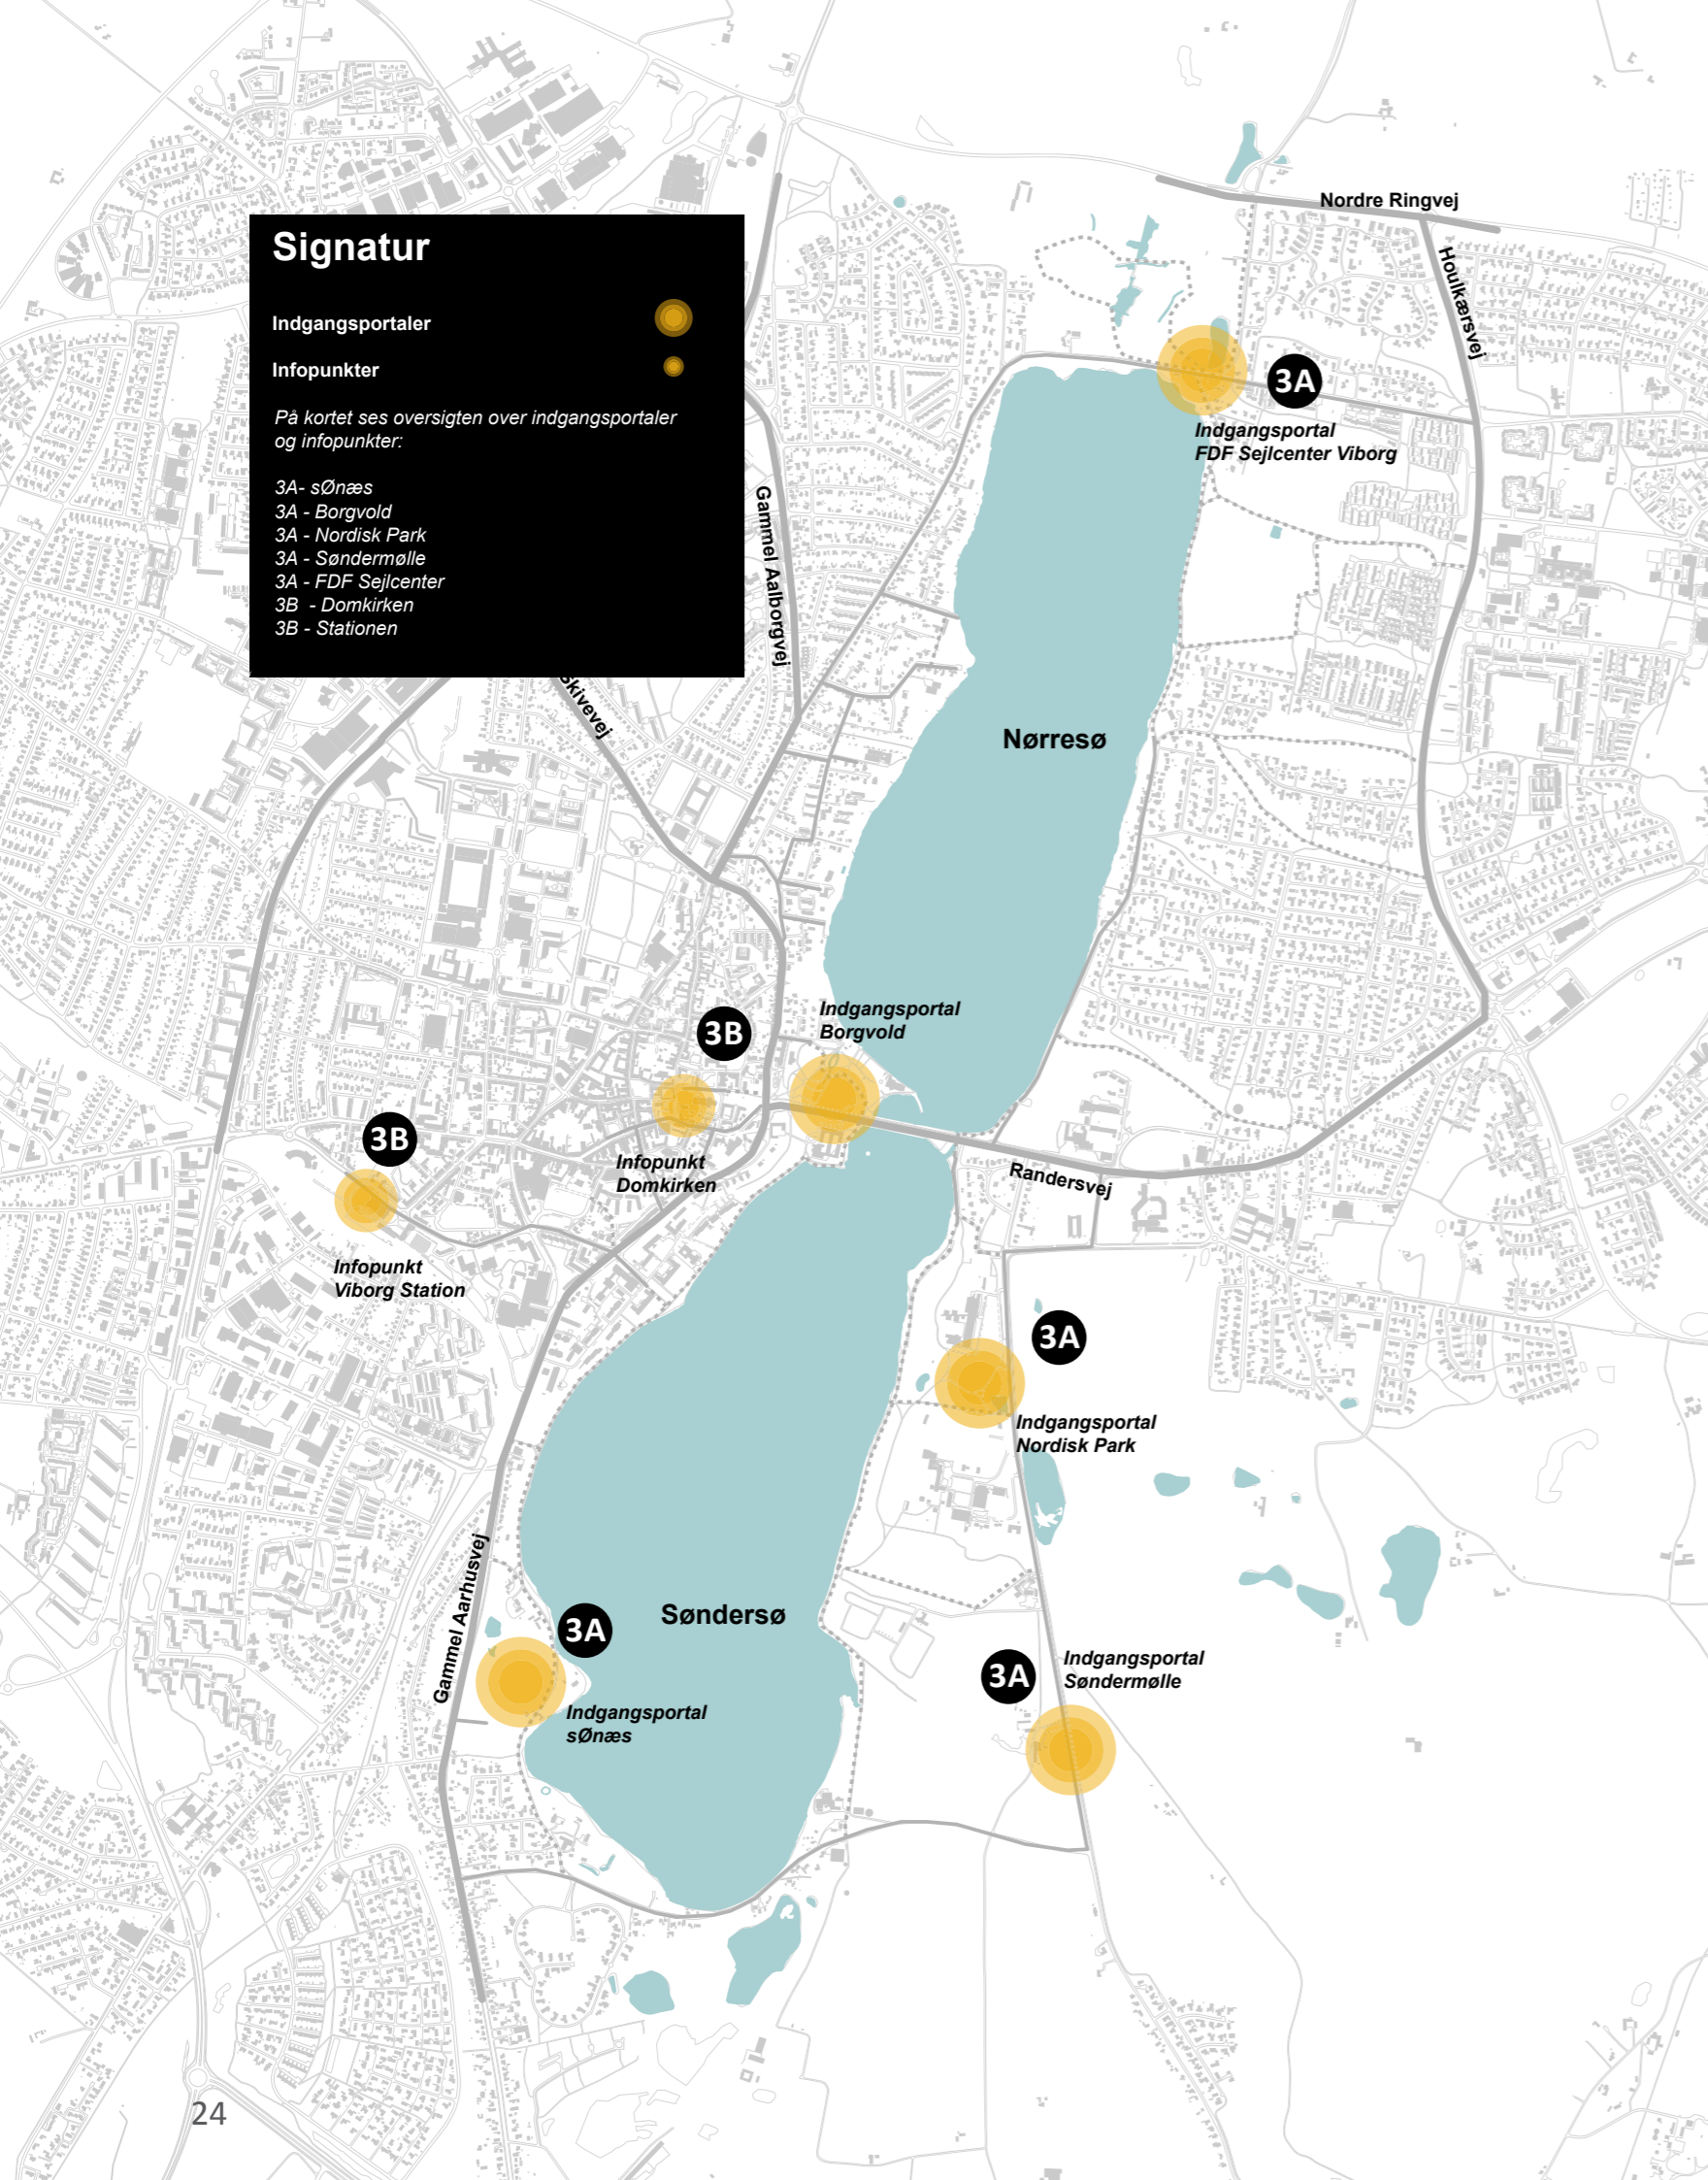 Signatur
Indgangsportaler
Infopunkter
På kortet ses oversigten over indgangsportaler
og infopunkter:
3A- sØnæs
3A - Borgvold
3A - Nordisk Park
3A - Søndermølle
3A - FDF Sejlcenter
3B - Domkirken
3B - Stationen
Nordre Ringvej
Houlkærsvej
3A
Indgangsportal
FDF Sejlcenter Viborg
Gammel Aalborgvej
Skivevej
Nørresø
3B
Indgangsportal
Borgvold
3B
Infopunkt
Domkirken
Randersvej
Infopunkt
Viborg Station
3A
Indgangsportal
Nordisk Park
Gammel Aarhusvej
3A
Søndersø
Indgangsportal
sØnæs
3A
Indgangsportal
Søndermølle
24